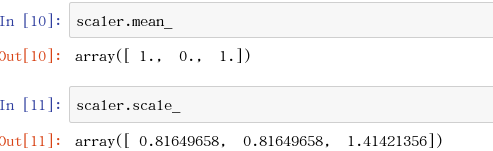 In [10]: scaler.mean_
Out[10]: array([ 1.,  0.,  1.])
In [11]: scaler.scale_
Out[11]: array([ 0.81649658,  0.81649658,  1.41421356])